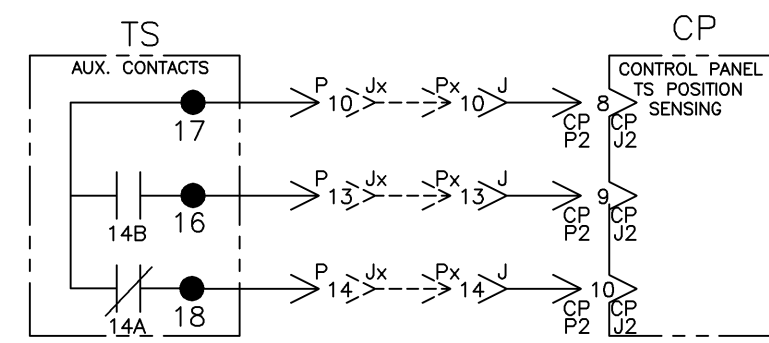 TS
CP
AUX. CONTACTS
CONTROL PANEL
TS POSITION
SENSING
17
P
10
Jx
Px
10
J
8
CP
P2
CP
J2
14B
16
P
13
Jx
Px
13
J
9
CP
P2
CP
J2
14A
18
P
14
Jx
Px
14
J
10
CP
P2
CP
J2